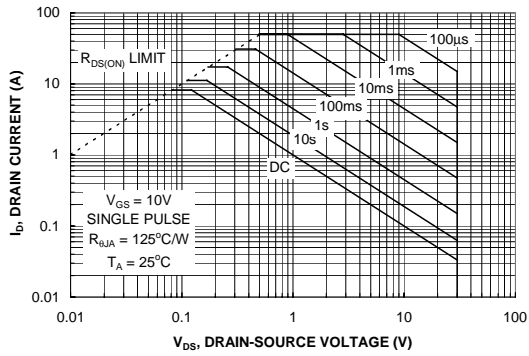 100
10
1
0.1
0.01
0.01
0.1
1
10
100
I_D, DRAIN CURRENT (A)
V_DS, DRAIN-SOURCE VOLTAGE (V)
R_DS(ON) LIMIT
100µs
1ms
10ms
100ms
1s
10s
DC
V_GS = 10V
SINGLE PULSE
R_θJA = 125°C/W
T_A = 25°C